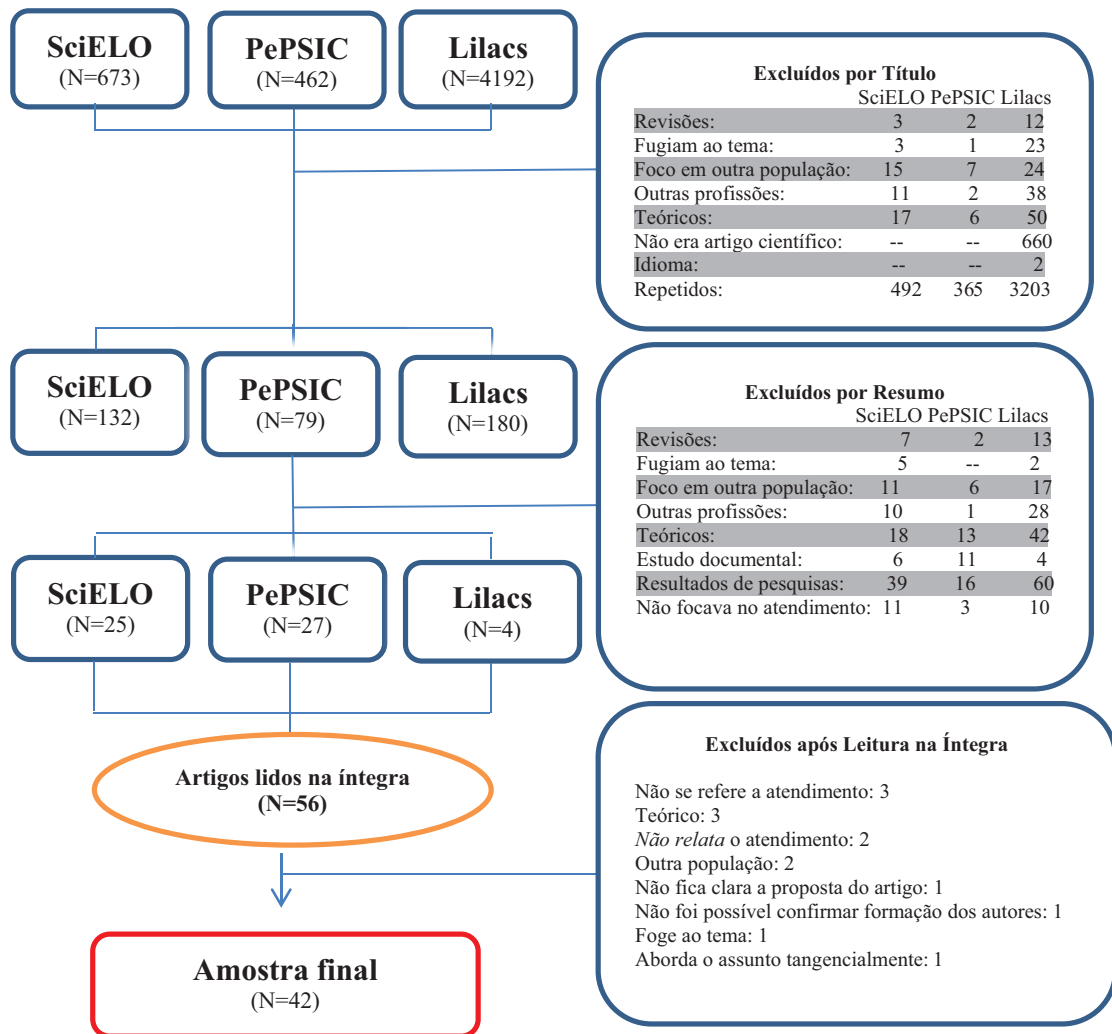 SciELO
(N=673)
PePSIC
(N=462)
Lilacs
(N=4192)
Excluídos por Título
SciELO PePSIC Lilacs
Revisões: 3 2 12
Fugiam ao tema: 3 1 23
Foco em outra população: 15 7 24
Outras profissões: 11 2 38
Teóricos: 17 6 50
Não era artigo científico: -- -- 660
Idioma: -- -- 2
Repetidos: 492 365 3203
SciELO
(N=132)
PePSIC
(N=79)
Lilacs
(N=180)
Excluídos por Resumo
SciELO PePSIC Lilacs
Revisões: 7 2 13
Fugiam ao tema: 5 -- 2
Foco em outra população: 11 6 17
Outras profissões: 10 1 28
Teóricos: 18 13 42
Estudo documental: 6 11 4
Resultados de pesquisas: 39 16 60
Não focava no atendimento: 11 3 10
SciELO
(N=25)
PePSIC
(N=27)
Lilacs
(N=4)
Artigos lidos na íntegra
(N=56)
Excluídos após Leitura na Íntegra
Não se refere a atendimento: 3
Teórico: 3
Não relata o atendimento: 2
Outra população: 2
Não fica clara a proposta do artigo: 1
Não foi possível confirmar formação dos autores: 1
Foge ao tema: 1
Aborda o assunto tangencialmente: 1
Amostra final
(N=42)